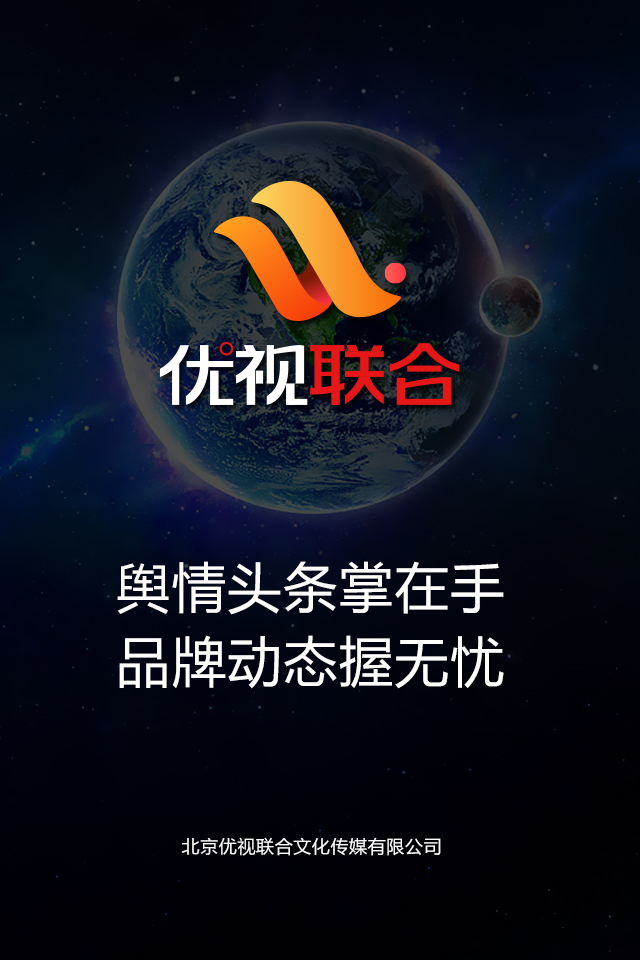 优视联合
舆情头条掌在手
品牌动态握无忧
北京优视联合文化传媒有限公司